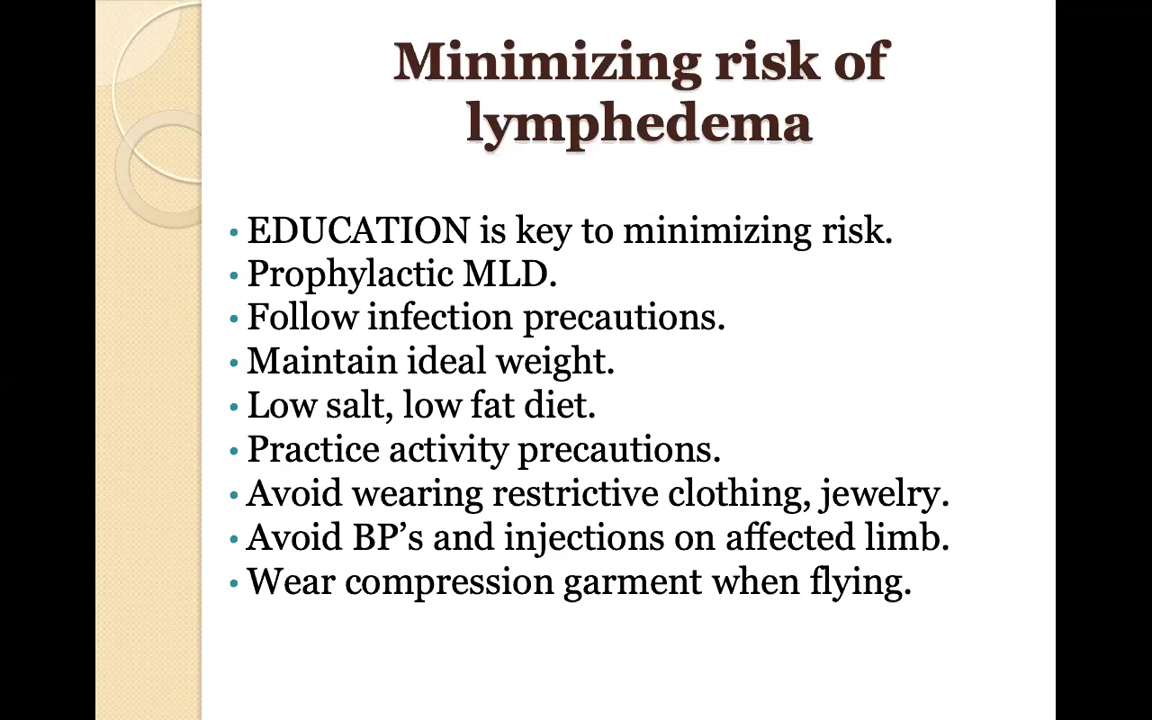 Minimizing risk of
lymphedema
• EDUCATION is key to minimizing risk.
• Prophylactic MLD.
• Follow infection precautions.
• Maintain ideal weight.
• Low salt, low fat diet.
• Practice activity precautions.
• Avoid wearing restrictive clothing, jewelry.
• Avoid BP’s and injections on affected limb.
• Wear compression garment when flying.